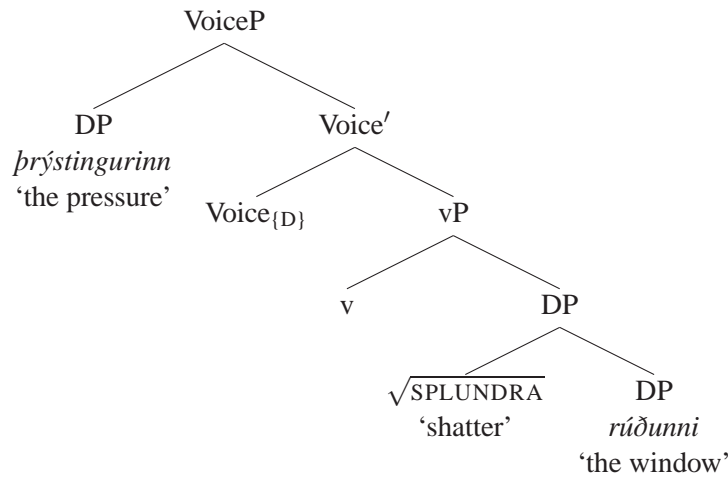 VoiceP
DP Voice′
þrýstingurinn
‘the pressure’
Voice{D} vP
v DP
√SPLUNDRA DP
‘shatter’ rúðunni
‘the window’